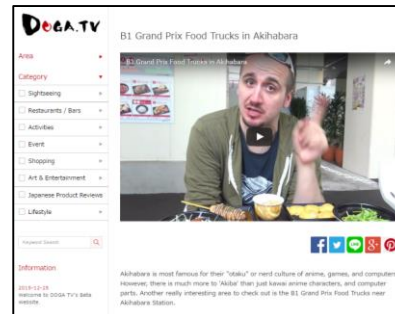 DOGA.TV
Area
Category
Sightseeing
Restaurants / Bars
Activities
Event
Shopping
Art & Entertainment
Japanese Product Reviews
Lifestyle
Keyword Search
Information
Welcome to DOGA TV's Beta
website.
B1 Grand Prix Food Trucks in Akihabara
B1 Grand Prix Food Trucks in Akihabara
LINE
Akihabara is most famous for their "otaku" or nerd culture of anime, games, and computers.
However, there is much more to 'Akiba' than just kawaii anime characters, and computer
parts. Another really interesting area to check out is the B1 Grand Prix Food Trucks near
Akihabara Station.